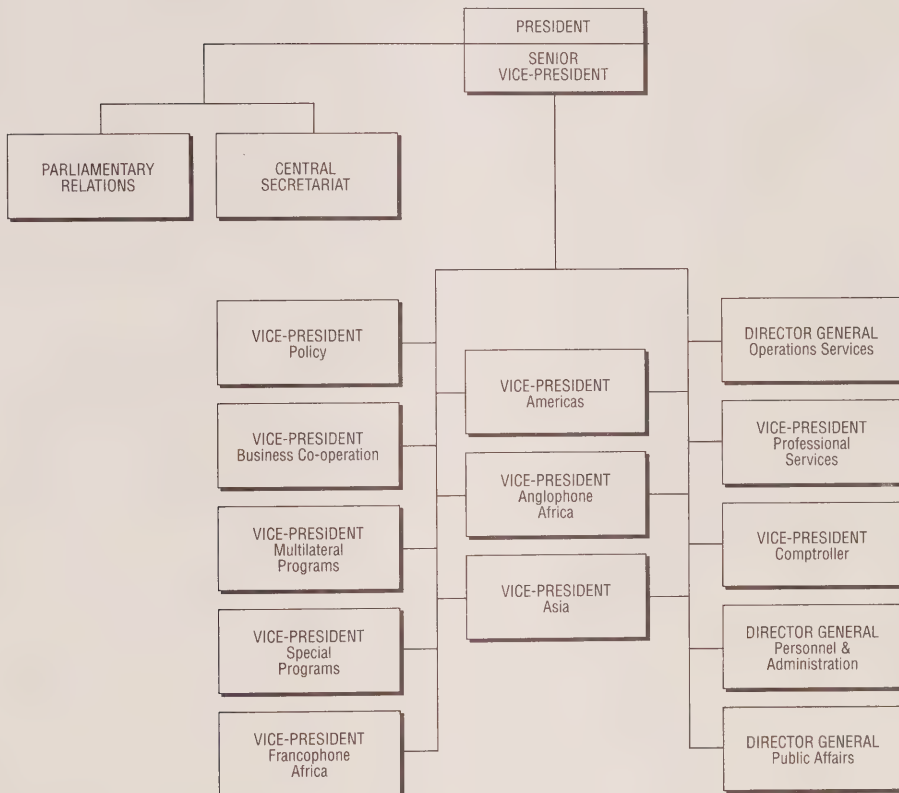 PRESIDENT
SENIOR
VICE-PRESIDENT
PARLIAMENTARY
RELATIONS
CENTRAL
SECRETARIAT
VICE-PRESIDENT
Policy
VICE-PRESIDENT
Business Co-operation
VICE-PRESIDENT
Multilateral
Programs
VICE-PRESIDENT
Special
Programs
VICE-PRESIDENT
Francophone
Africa
VICE-PRESIDENT
Americas
VICE-PRESIDENT
Anglophone
Africa
VICE-PRESIDENT
Asia
DIRECTOR GENERAL
Operations Services
VICE-PRESIDENT
Professional
Services
VICE-PRESIDENT
Comptroller
DIRECTOR GENERAL
Personnel &
Administration
DIRECTOR GENERAL
Public Affairs